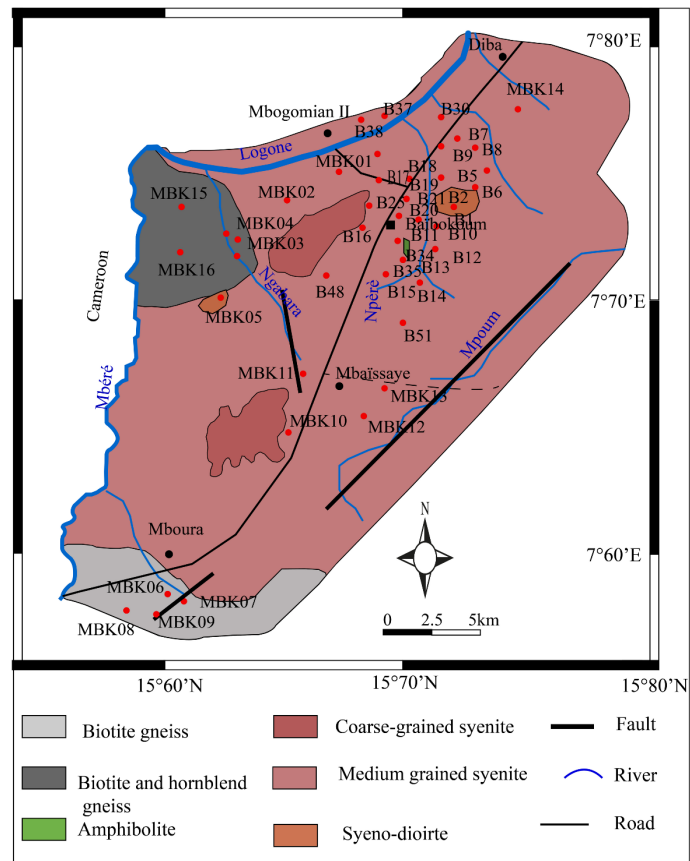 Diba
7°80'E
MBK14
B37
Mbogomian II
B30
B38
B7
Logone
B8
B9
MBK01
B18
B17
B5
B19
MBK15
MBK02
B6
B2
B21
B25
B20
B1
MBK04
Baibokoum
B16
B11
B10
MBK03
B34
B12
Cameroon
MBK16
B13
B35
Ngabara
B48
B15
B14
7°70'E
MBK05
Npèrè
B51
Mpoum
Mbaïssaye
MBK11
Mbéré
MBK13
MBK10
MBK12
N
Mboura
7°60'E
MBK06
MBK07
MBK08
MBK09
0 2.5 5km
15°60'N 15°70'N 15°80'N
Biotite gneiss
Coarse-grained syenite
Fault
Biotite and hornblend
gneiss
Medium grained syenite
River
Amphibolite
Syeno-dioirte
Road